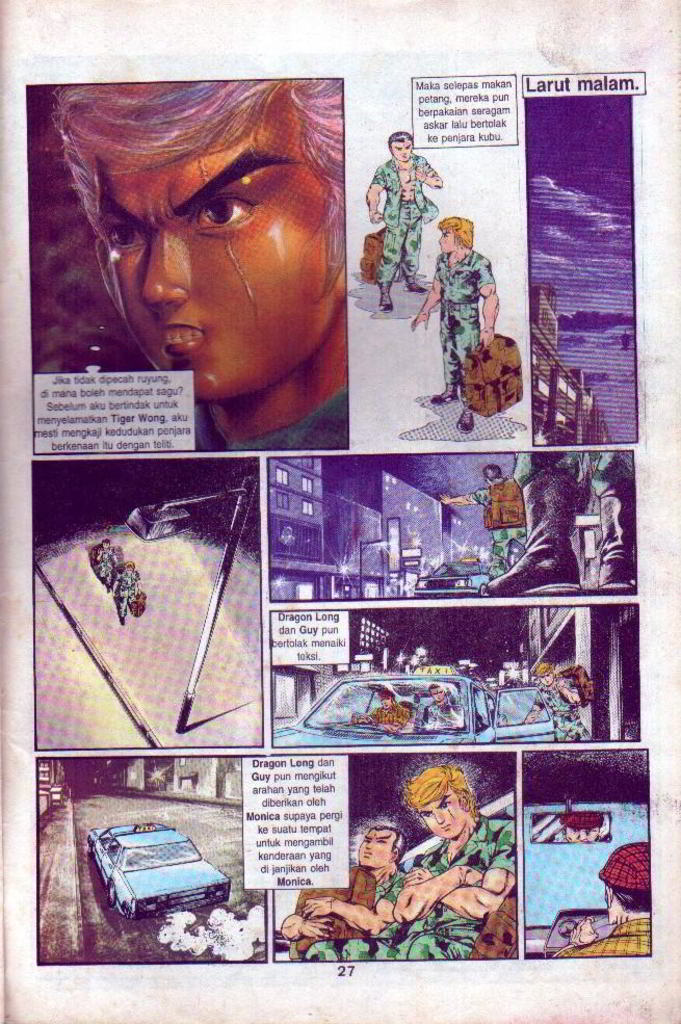 Maka selepas makan
petang, mereka pun
berpakaian seragam
askar lalu bertolak
ke penjara kubu.
Larut malam.
Jika tidak dipecah ruyung,
di mana boleh mendapat sagu?
Sebelum aku bertindak untuk
menyelamatkan Tiger Wong, aku
mesti mengkaji kedudukan penjara
berkenaan itu dengan teliti.
Dragon Long
dan Guy pun
bertolak menaiki
teksi.
TAXI
Dragon Long dan
Guy pun mengikut
arahan yang telah
diberikan oleh
Monica supaya pergi
ke suatu tempat
untuk mengambil
kenderaan yang
di janjikan oleh
Monica.
27